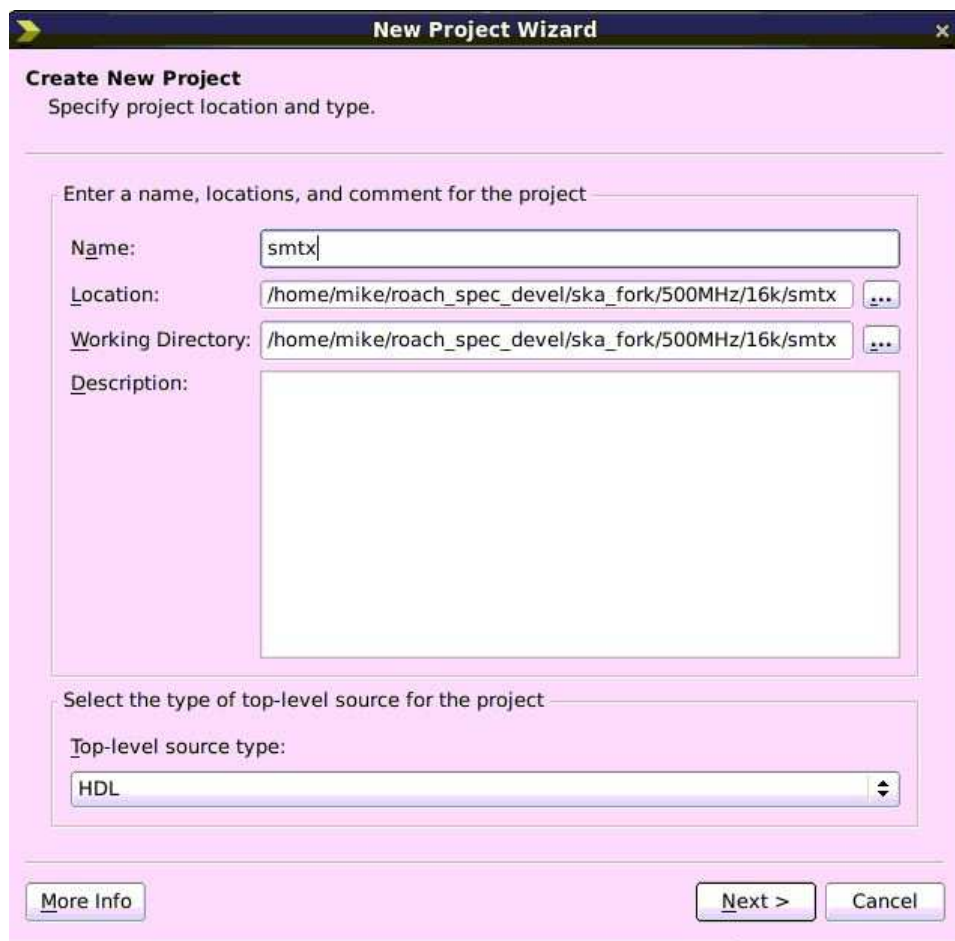 New Project Wizard
Create New Project
Specify project location and type.
Enter a name, locations, and comment for the project
Name:
smtx
Location:
/home/mike/roach_spec_devel/ska_fork/500MHz/16k/smtx
...
Working Directory:
/home/mike/roach_spec_devel/ska_fork/500MHz/16k/smtx
...
Description:
Select the type of top-level source for the project
Top-level source type:
HDL
More Info
Next >
Cancel